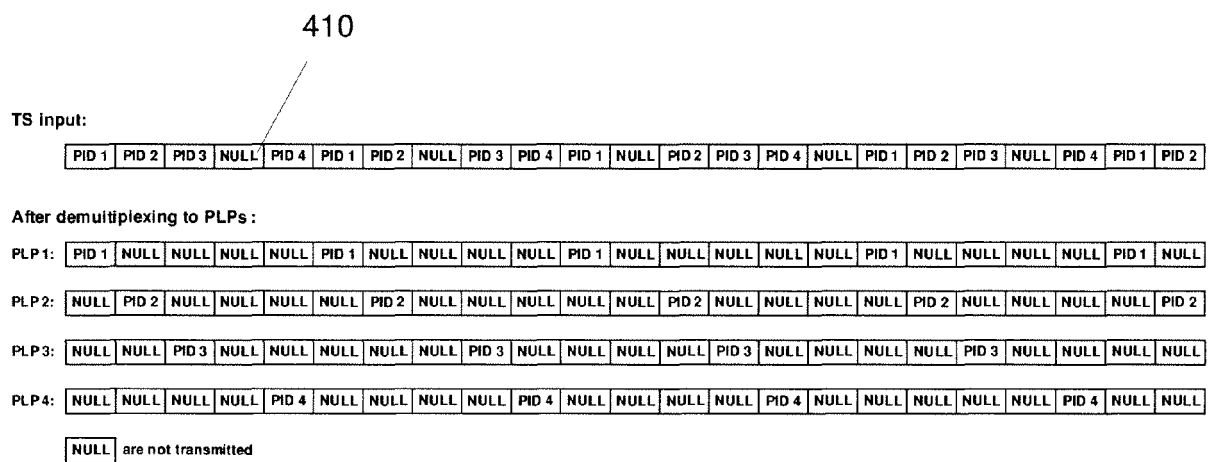 410
TS input:
PID 1 PID 2 PID 3 NULL PID 4 PID 1 PID 2 NULL PID 3 PID 4 PID 1 NULL PID 2 PID 3 PID 4 NULL PID 1 PID 2 PID 3 NULL PID 4 PID 1 PID 2
After demultiplexing to PLPs :
PLP1: PID 1 NULL NULL NULL NULL PID 1 NULL NULL NULL NULL PID 1 NULL NULL NULL NULL NULL PID 1 NULL NULL NULL NULL PID 1 NULL
PLP2: NULL PID 2 NULL NULL NULL NULL PID 2 NULL NULL NULL NULL NULL PID 2 NULL NULL NULL NULL PID 2 NULL NULL NULL NULL PID 2
PLP3: NULL NULL PID 3 NULL NULL NULL NULL NULL PID 3 NULL NULL NULL NULL PID 3 NULL NULL NULL NULL PID 3 NULL NULL NULL NULL
PLP4: NULL NULL NULL NULL PID 4 NULL NULL NULL NULL PID 4 NULL NULL NULL NULL PID 4 NULL NULL NULL NULL NULL PID 4 NULL NULL
NULL are not transmitted